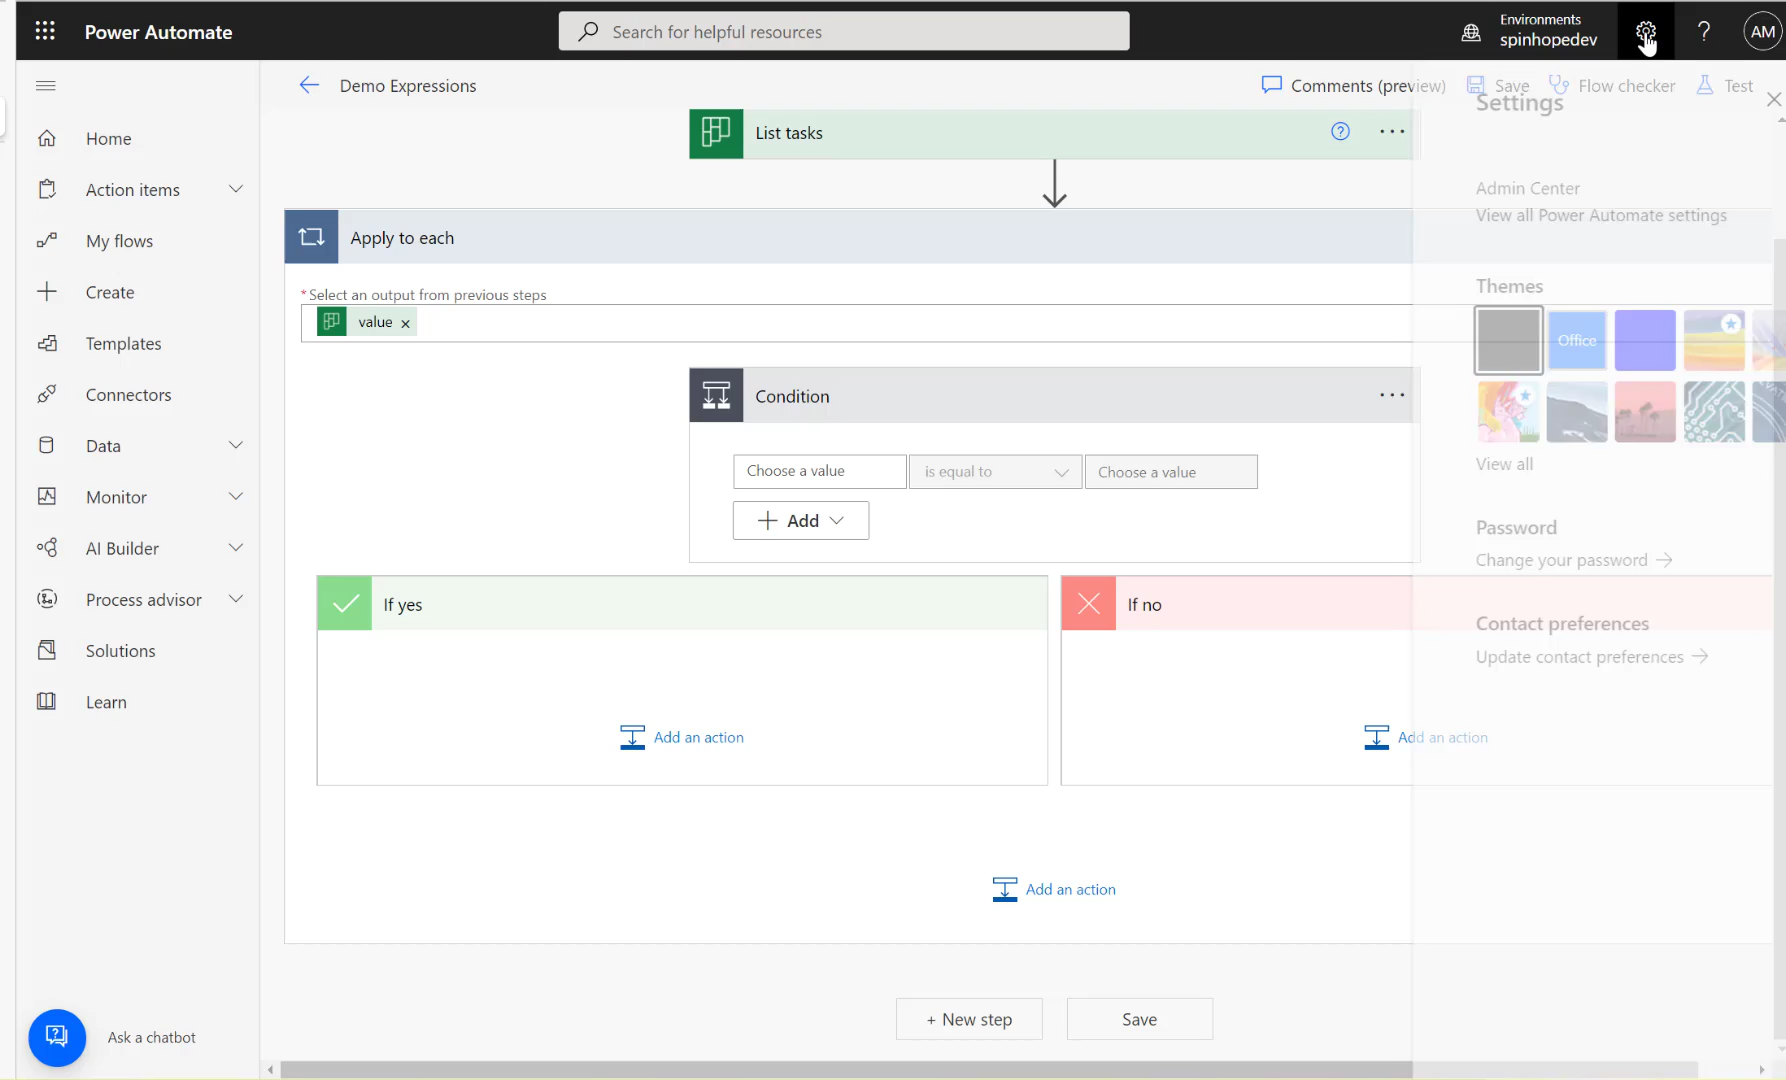 Power Automate
Search for helpful resources
Environments
spinhopedev
?
AM
Demo Expressions
Comments (preview)
Save
Flow checker
Test
Settings
Home
Action items
My flows
Create
Templates
Connectors
Data
Monitor
AI Builder
Process advisor
Solutions
Learn
Ask a chatbot
List tasks
?
Apply to each
* Select an output from previous steps
value ×
Condition
Choose a value
is equal to
Choose a value
+ Add
If yes
Add an action
If no
Add an action
Add an action
+ New step
Save
Admin Center
View all Power Automate settings
Themes
Office
View all
Password
Change your password →
Contact preferences
Update contact preferences →